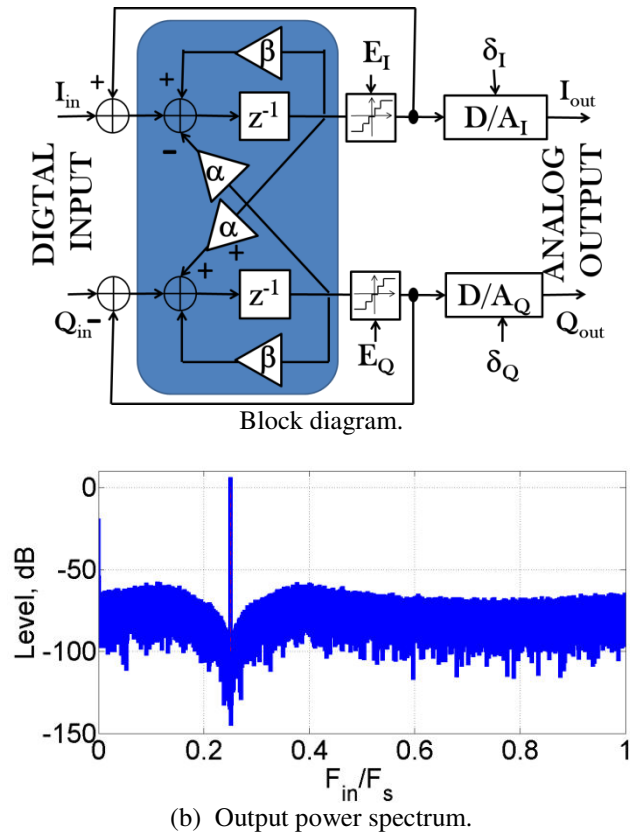 β
E_I
δ_I
+
I_in
+
z⁻¹
D/A_I
I_out
-
α
DIGTAL
INPUT
ANALOG
OUTPUT
α
+
+
z⁻¹
D/A_Q
Q_in
-
Q_out
β
E_Q
δ_Q
Block diagram.
0
-50
-100
-150
Level, dB
0
0.2
0.4
0.6
0.8
1
F_in/F_s
(b) Output power spectrum.